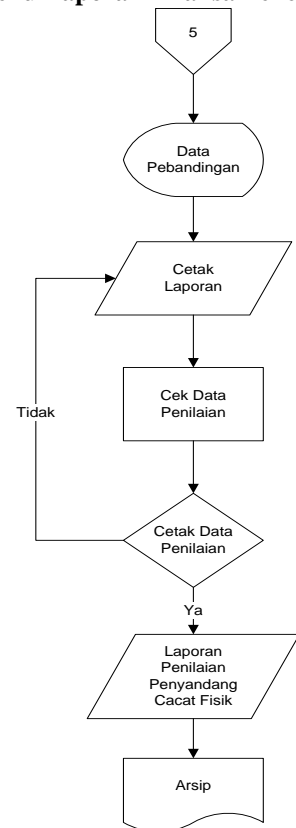 5
Data
Pebandingan
Cetak
Laporan
Cek Data
Penilaian
Tidak
Cetak Data
Penilaian
Ya
Laporan
Penilaian
Penyandang
Cacat Fisik
Arsip